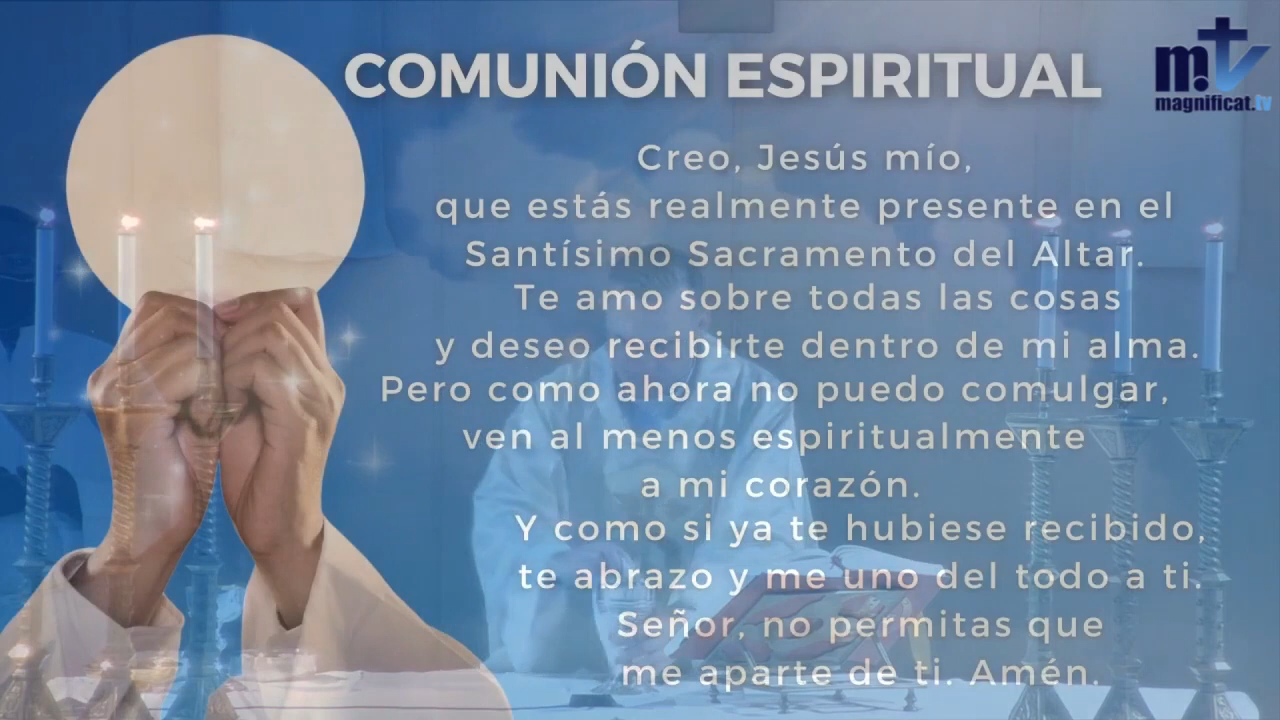 COMUNIÓN ESPIRITUAL
m.tv
magnificat.tv
Creo, Jesús mío,
que estás realmente presente en el
Santísimo Sacramento del Altar.
Te amo sobre todas las cosas
y deseo recibirte dentro de mi alma.
Pero como ahora no puedo comulgar,
ven al menos espiritualmente
a mi corazón.
Y como si ya te hubiese recibido,
te abrazo y me uno del todo a ti.
Señor, no permitas que
me aparte de ti. Amén.